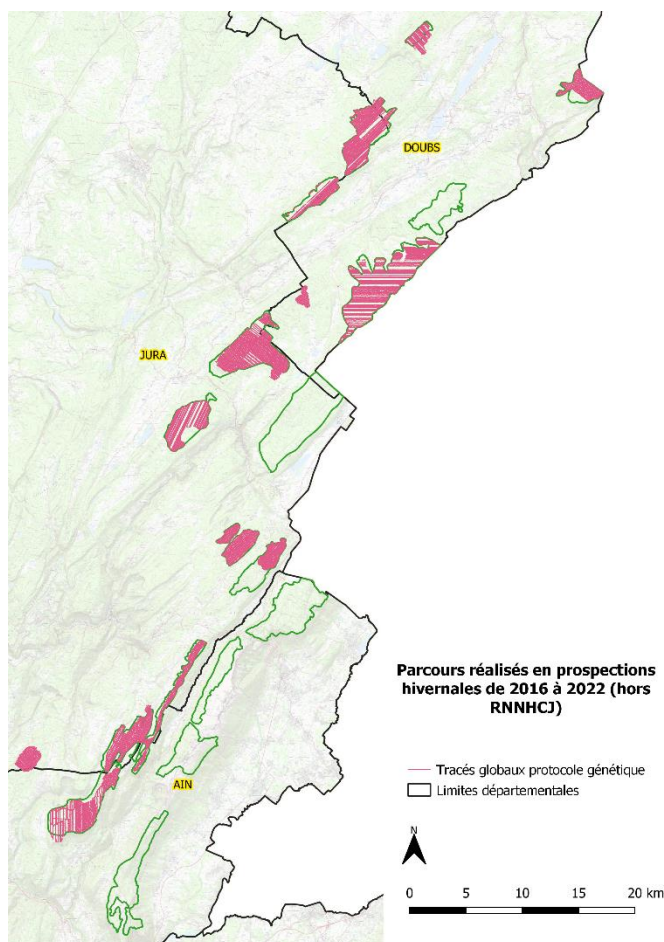 DOUBS
JURA
AIN
Parcours réalisés en prospections
hivernales de 2016 à 2022 (hors
RNNHCJ)
Tracés globaux protocole génétique
Limites départementales
N
0 5 10 15 20 km